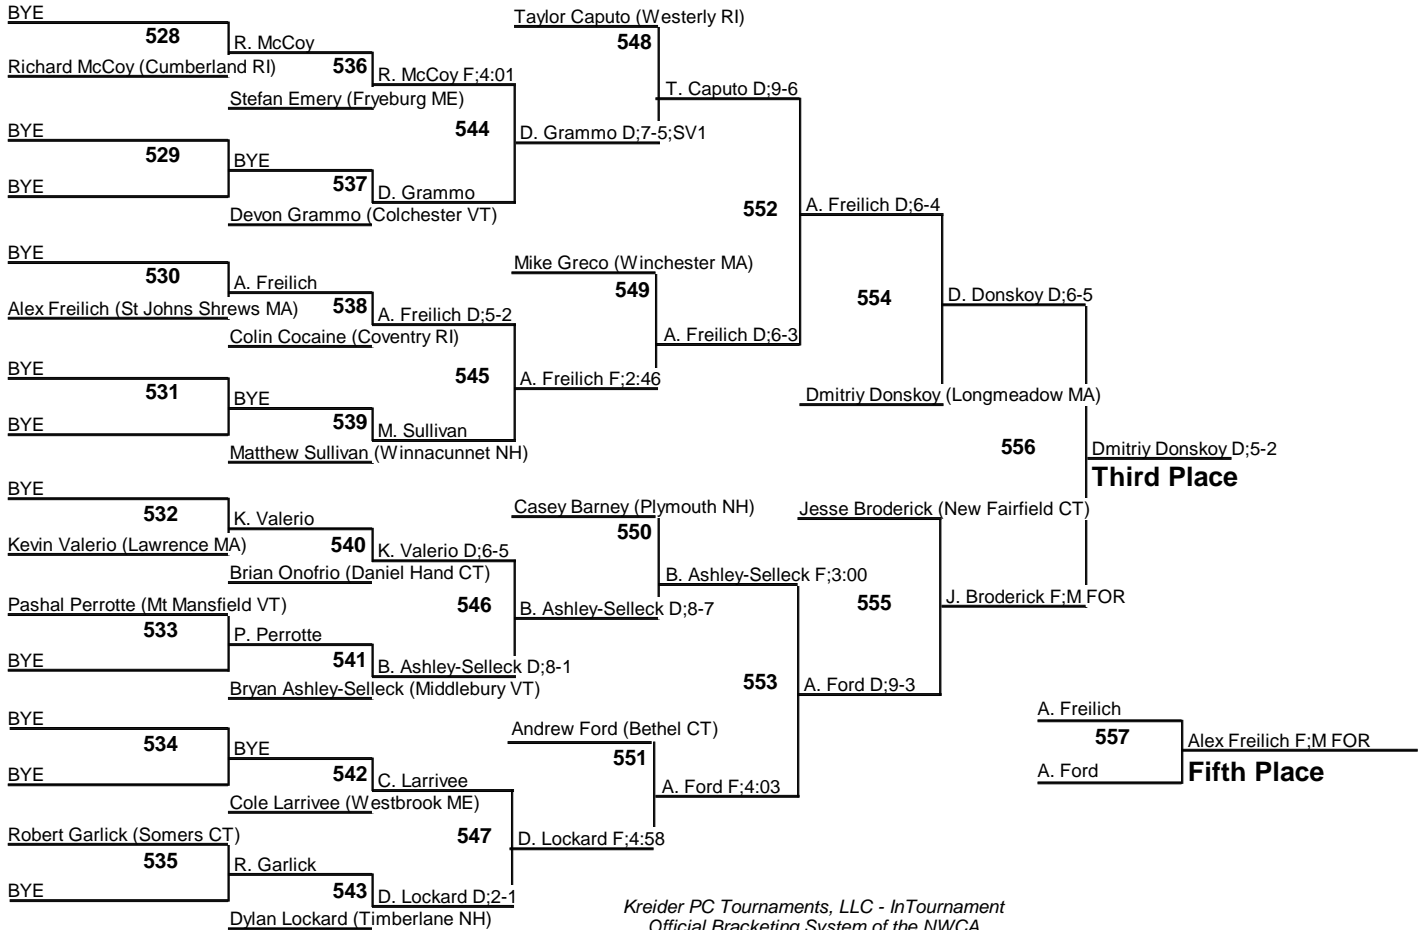 BYE
528
R. McCoy
Richard McCoy (Cumberland RI)
536
R. McCoy F;4:01
Stefan Emery (Fryeburg ME)
BYE
529
BYE
BYE
537
D. Grammo
Devon Grammo (Colchester VT)
544
D. Grammo D;7-5;SV1
Taylor Caputo (Westerly RI)
548
T. Caputo D;9-6
BYE
530
A. Freilich
Alex Freilich (St Johns Shrews MA)
538
A. Freilich D;5-2
Colin Cocaine (Coventry RI)
BYE
531
BYE
BYE
539
M. Sullivan
Matthew Sullivan (Winnacunnet NH)
545
A. Freilich F;2:46
Mike Greco (Winchester MA)
549
A. Freilich D;6-3
552
A. Freilich D;6-4
554
D. Donskoy D;6-5
Dmitriy Donskoy (Longmeadow MA)
556
Dmitriy Donskoy D;5-2
Third Place
BYE
532
K. Valerio
Kevin Valerio (Lawrence MA)
540
K. Valerio D;6-5
Brian Onofrio (Daniel Hand CT)
Pashal Perrotte (Mt Mansfield VT)
533
P. Perrotte
BYE
541
B. Ashley-Selleck D;8-1
Bryan Ashley-Selleck (Middlebury VT)
546
B. Ashley-Selleck D;8-7
Casey Barney (Plymouth NH)
550
B. Ashley-Selleck F;3:00
BYE
534
BYE
BYE
542
C. Larrivee
Cole Larrivee (Westbrook ME)
Robert Garlick (Somers CT)
535
R. Garlick
BYE
543
D. Lockard D;2-1
Dylan Lockard (Timberlane NH)
547
D. Lockard F;4:58
Andrew Ford (Bethel CT)
551
A. Ford F;4:03
553
A. Ford D;9-3
Jesse Broderick (New Fairfield CT)
555
J. Broderick F;M FOR
A. Freilich
557
Alex Freilich F;M FOR
A. Ford
Fifth Place
Kreider PC Tournaments, LLC - InTournament
Official Bracketing System of the NWCA